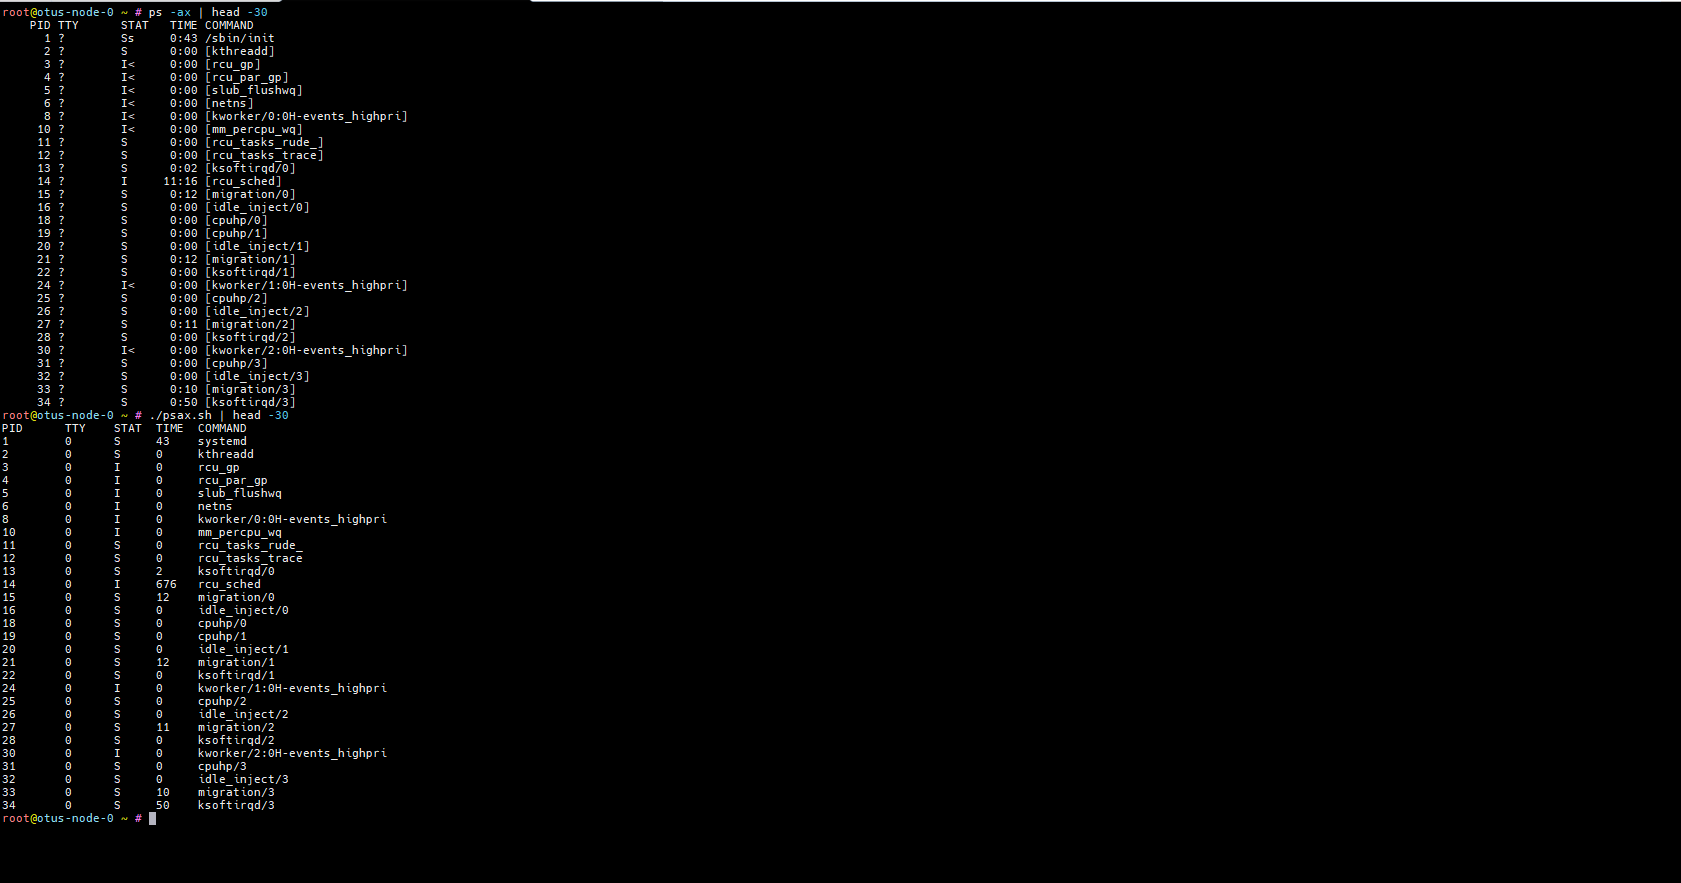 root@otus-node-0 ~ # ps -ax | head -30
    PID TTY      STAT   TIME COMMAND
      1 ?        Ss     0:43 /sbin/init
      2 ?        S      0:00 [kthreadd]
      3 ?        I<     0:00 [rcu_gp]
      4 ?        I<     0:00 [rcu_par_gp]
      5 ?        I<     0:00 [slub_flushwq]
      6 ?        I<     0:00 [netns]
      8 ?        I<     0:00 [kworker/0:0H-events_highpri]
     10 ?        I<     0:00 [mm_percpu_wq]
     11 ?        S      0:00 [rcu_tasks_rude_]
     12 ?        S      0:00 [rcu_tasks_trace]
     13 ?        S      0:02 [ksoftirqd/0]
     14 ?        I     11:16 [rcu_sched]
     15 ?        S      0:12 [migration/0]
     16 ?        S      0:00 [idle_inject/0]
     18 ?        S      0:00 [cpuhp/0]
     19 ?        S      0:00 [cpuhp/1]
     20 ?        S      0:00 [idle_inject/1]
     21 ?        S      0:12 [migration/1]
     22 ?        S      0:00 [ksoftirqd/1]
     24 ?        I<     0:00 [kworker/1:0H-events_highpri]
     25 ?        S      0:00 [cpuhp/2]
     26 ?        S      0:00 [idle_inject/2]
     27 ?        S      0:11 [migration/2]
     28 ?        S      0:00 [ksoftirqd/2]
     30 ?        I<     0:00 [kworker/2:0H-events_highpri]
     31 ?        S      0:00 [cpuhp/3]
     32 ?        S      0:00 [idle_inject/3]
     33 ?        S      0:10 [migration/3]
     34 ?        S      0:50 [ksoftirqd/3]
root@otus-node-0 ~ # ./psax.sh | head -30
PID      TTY    STAT  TIME  COMMAND
1        0      S     43    systemd
2        0      S     0     kthreadd
3        0      I     0     rcu_gp
4        0      I     0     rcu_par_gp
5        0      I     0     slub_flushwq
6        0      I     0     netns
8        0      I     0     kworker/0:0H-events_highpri
10       0      I     0     mm_percpu_wq
11       0      S     0     rcu_tasks_rude_
12       0      S     0     rcu_tasks_trace
13       0      S     2     ksoftirqd/0
14       0      I     676   rcu_sched
15       0      S     12    migration/0
16       0      S     0     idle_inject/0
18       0      S     0     cpuhp/0
19       0      S     0     cpuhp/1
20       0      S     0     idle_inject/1
21       0      S     12    migration/1
22       0      S     0     ksoftirqd/1
24       0      I     0     kworker/1:0H-events_highpri
25       0      S     0     cpuhp/2
26       0      S     0     idle_inject/2
27       0      S     11    migration/2
28       0      S     0     ksoftirqd/2
30       0      I     0     kworker/2:0H-events_highpri
31       0      S     0     cpuhp/3
32       0      S     0     idle_inject/3
33       0      S     10    migration/3
34       0      S     50    ksoftirqd/3
root@otus-node-0 ~ #